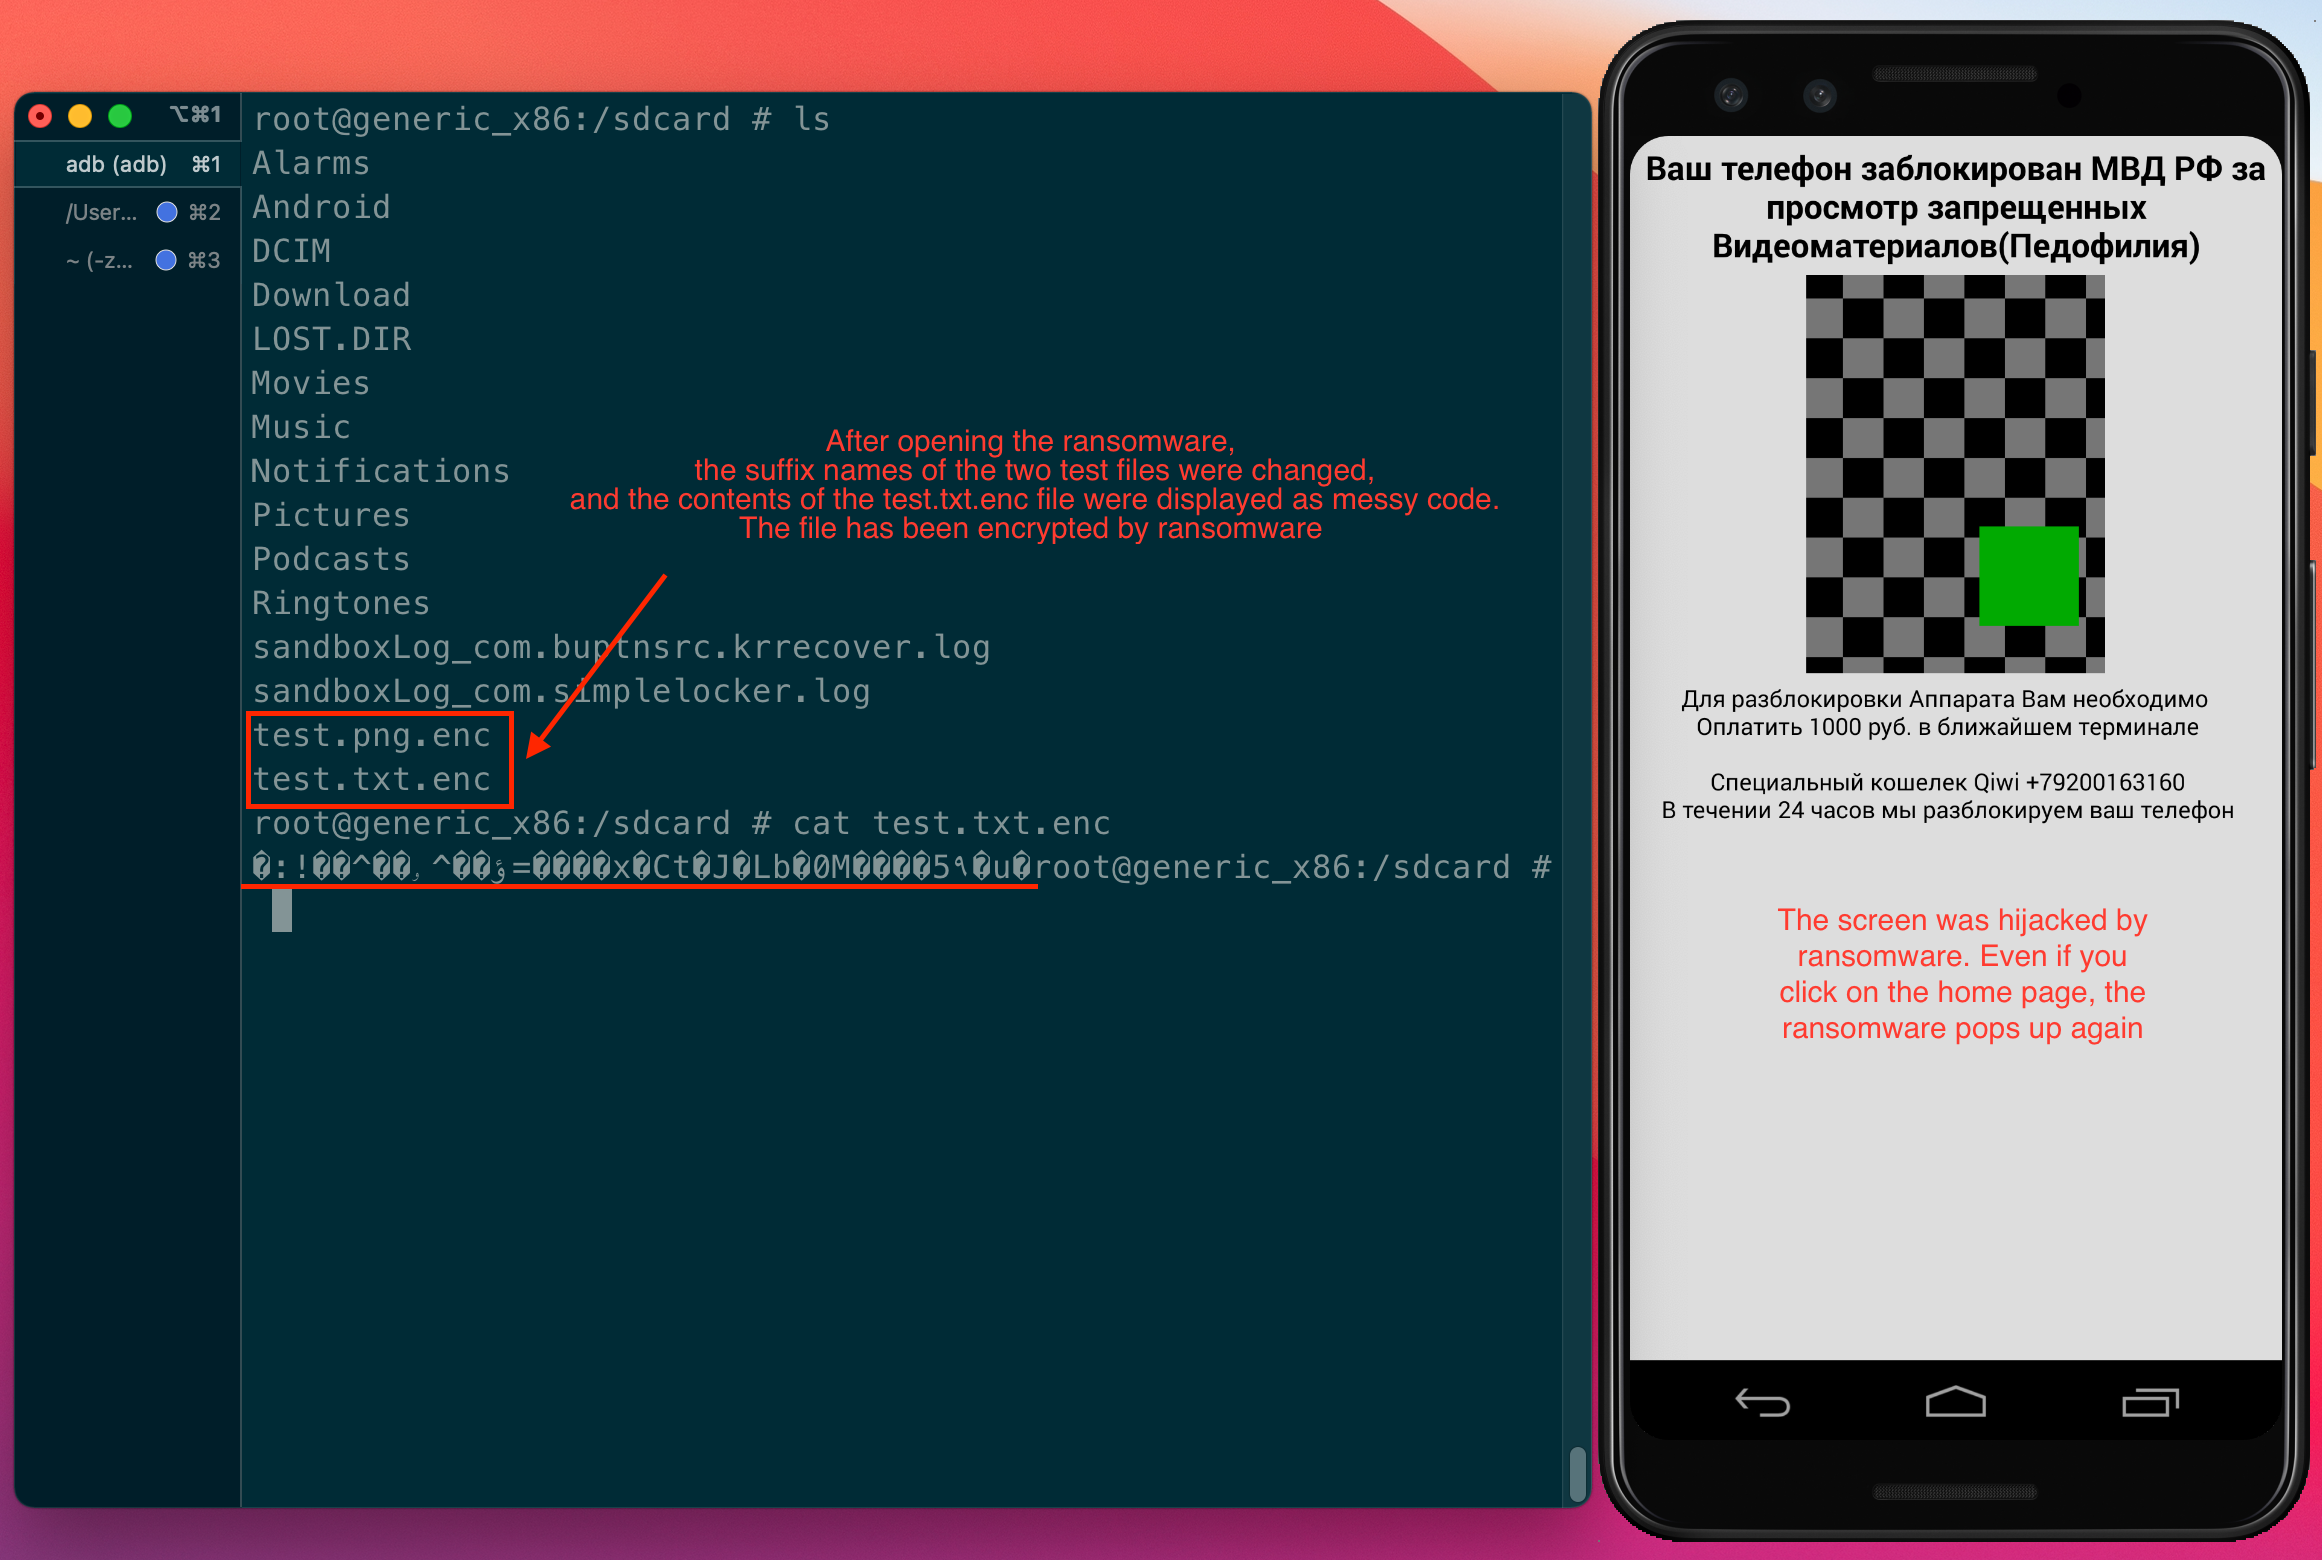 ⌥⌘1
adb (adb) ⌘1
/User... ⌘2
~ (-z... ⌘3
root@generic_x86:/sdcard # ls
Alarms
Android
DCIM
Download
LOST.DIR
Movies
Music
Notifications
Pictures
Podcasts
Ringtones
sandboxLog_com.buptnsrc.krrecover.log
sandboxLog_com.simplelocker.log
test.png.enc
test.txt.enc
root@generic_x86:/sdcard # cat test.txt.enc
�:!��^��, ^��ؤ=����x�Ct�J�Lb�0M����5٩�u�root@generic_x86:/sdcard #
After opening the ransomware,
the suffix names of the two test files were changed,
and the contents of the test.txt.enc file were displayed as messy code.
The file has been encrypted by ransomware
Ваш телефон заблокирован МВД РФ за
просмотр запрещенных
Видеоматериалов(Педофилия)
Для разблокировки Аппарата Вам необходимо
Оплатить 1000 руб. в ближайшем терминале
Специальный кошелек Qiwi +79200163160
В течении 24 часов мы разблокируем ваш телефон
The screen was hijacked by
ransomware. Even if you
click on the home page, the
ransomware pops up again